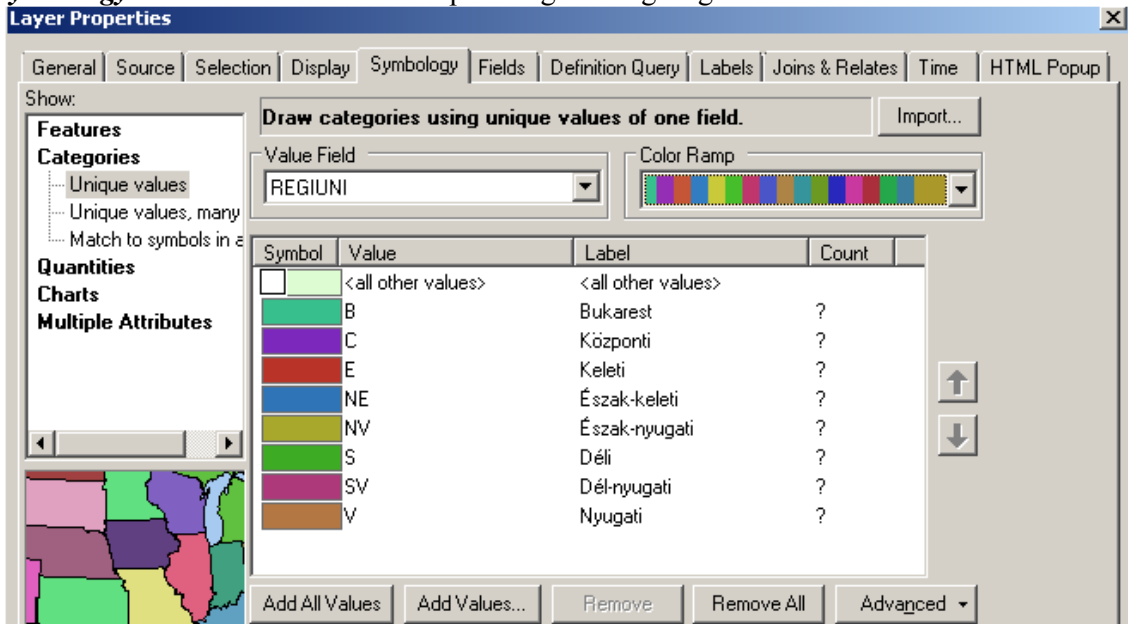 Layer Properties
General Source Selection Display Symbology Fields Definition Query Labels Joins & Relates Time HTML Popup
Show:
Features
Categories
Unique values
Unique values, many
Match to symbols in a
Quantities
Charts
Multiple Attributes
Draw categories using unique values of one field.
Import...
Value Field
REGIUNI
Color Ramp
Symbol Value Label Count
<all other values> <all other values>
B Bukarest ?
C Központi ?
E Keleti ?
NE Észak-keleti ?
NV Észak-nyugati ?
S Déli ?
SV Dél-nyugati ?
V Nyugati ?
Add All Values Add Values... Remove Remove All Advanced